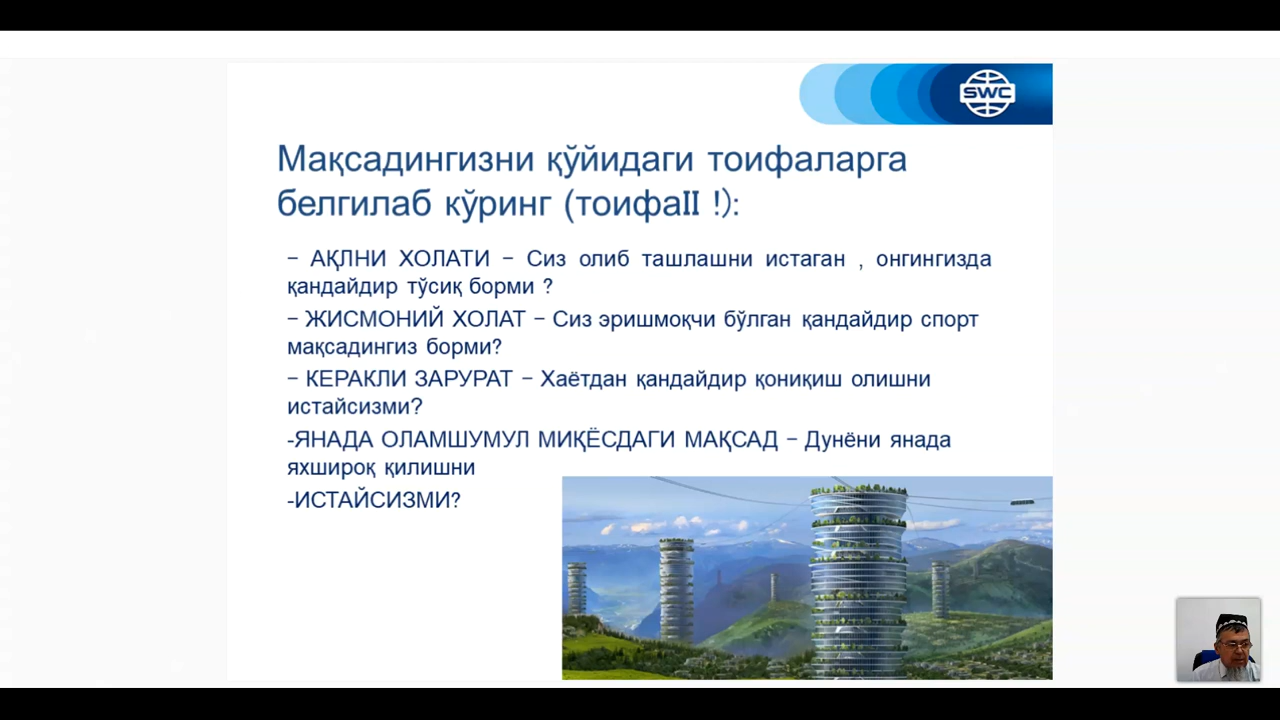 SWC
Мақсадингизни қўйидаги тоифаларга
белгилаб кўринг (тоифаII !):
− АҚЛНИ ХОЛАТИ − Сиз олиб ташлашни истаган , онгингизда
қандайдир тўсиқ борми ?
− ЖИСМОНИЙ ХОЛАТ − Сиз эришмоқчи бўлган қандайдир спорт
мақсадингиз борми?
− КЕРАКЛИ ЗАРУРАТ − Хаётдан қандайдир қониқиш олишни
истайсизми?
-ЯНАДА ОЛАМШУМУЛ МИҚЁСДАГИ МАҚСАД − Дунёни янада
яхшироқ қилишни
-ИСТАЙСИЗМИ?